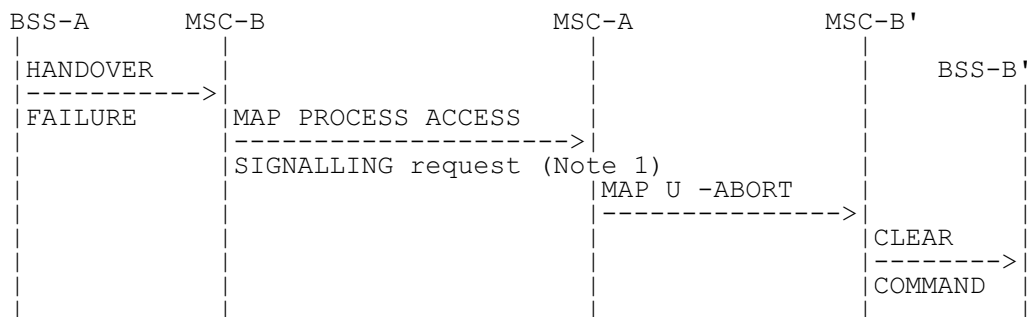 BSS-A MSC-B MSC-A MSC-B'
HANDOVER BSS-B'
FAILURE MAP PROCESS ACCESS
SIGNALLING request (Note 1)
MAP U -ABORT
CLEAR
COMMAND